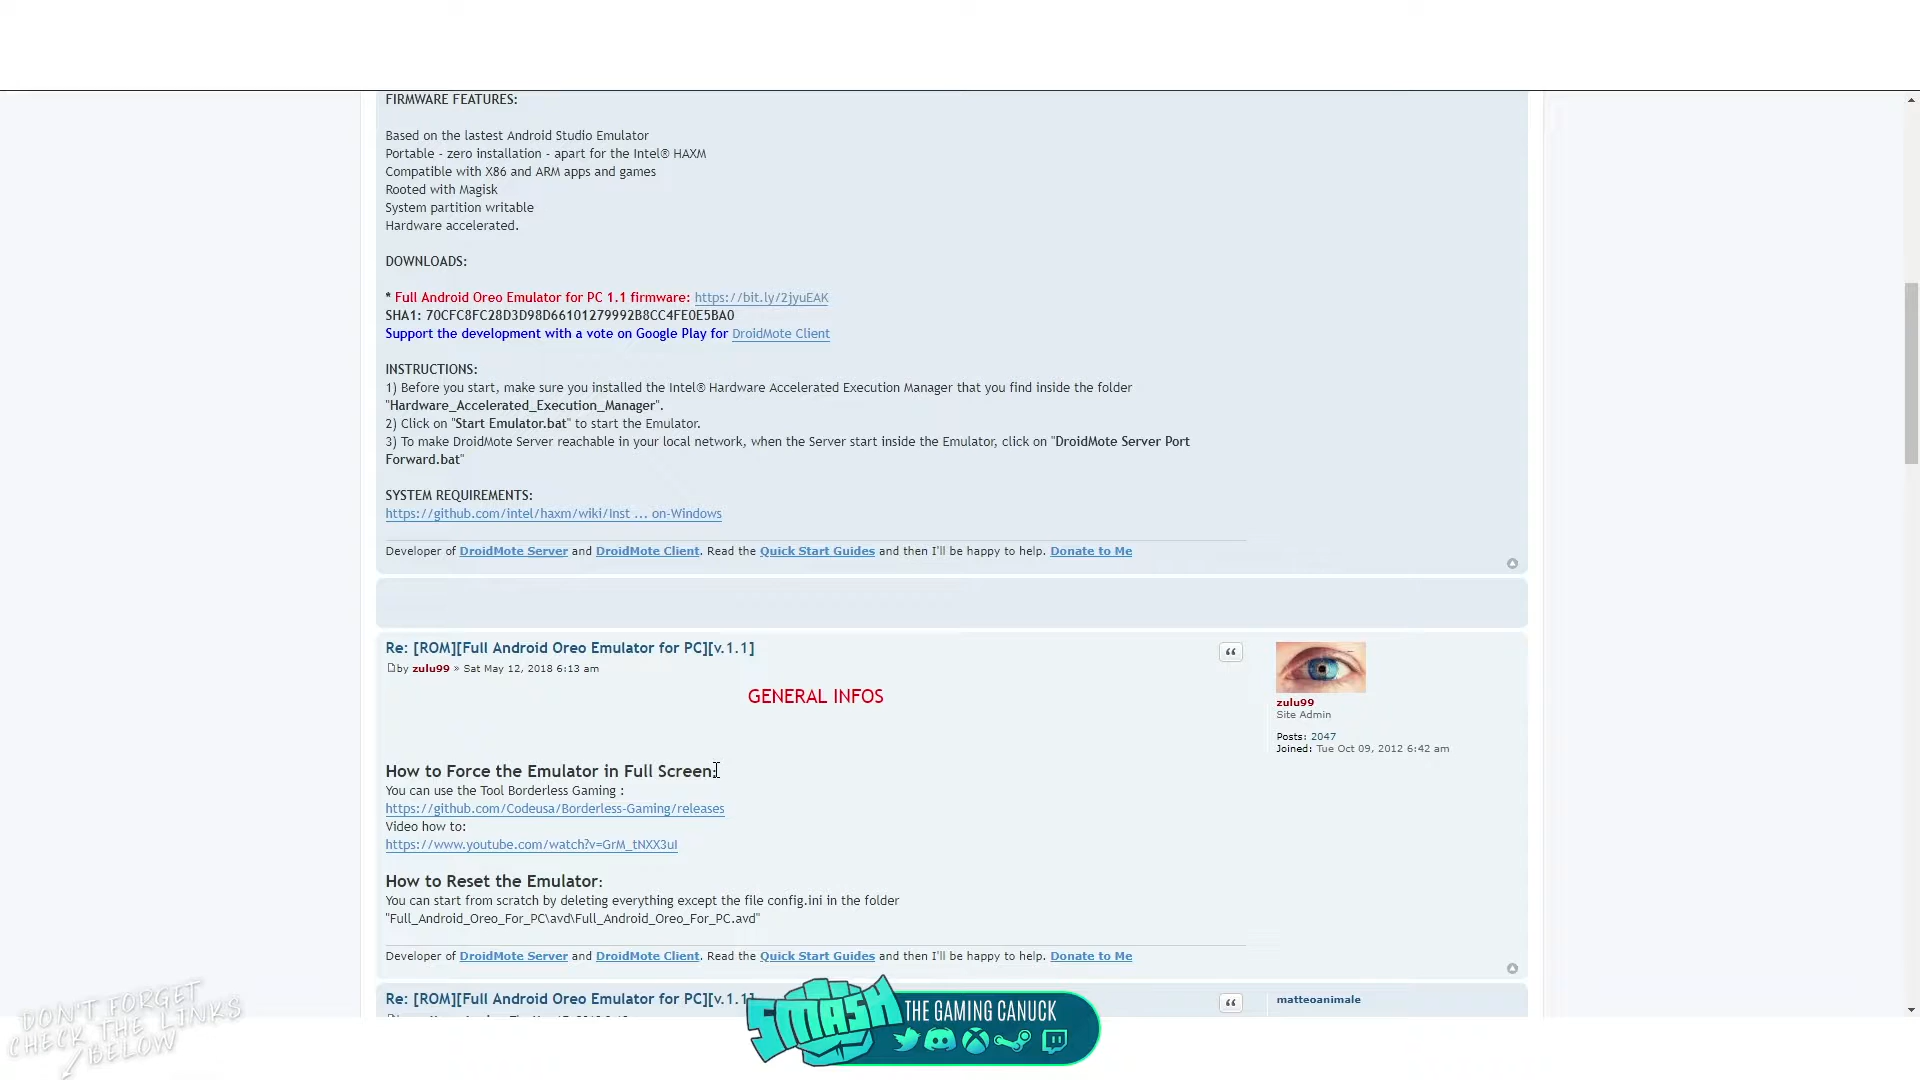 FIRMWARE FEATURES:
Based on the lastest Android Studio Emulator
Portable - zero installation - apart for the Intel® HAXM
Compatible with X86 and ARM apps and games
Rooted with Magisk
System partition writable
Hardware accelerated.
DOWNLOADS:
* Full Android Oreo Emulator for PC 1.1 firmware: https://bit.ly/2jyuEAK
SHA1: 70CFC8FC28D3D98D66101279992B8CC4FE0E5BA0
Support the development with a vote on Google Play for DroidMote Client
INSTRUCTIONS:
1) Before you start, make sure you installed the Intel® Hardware Accelerated Execution Manager that you find inside the folder
"Hardware_Accelerated_Execution_Manager".
2) Click on "Start Emulator.bat" to start the Emulator.
3) To make DroidMote Server reachable in your local network, when the Server start inside the Emulator, click on "DroidMote Server Port
Forward.bat"
SYSTEM REQUIREMENTS:
https://github.com/intel/haxm/wiki/Inst ... on-Windows
Developer of DroidMote Server and DroidMote Client. Read the Quick Start Guides and then I'll be happy to help. Donate to Me
Re: [ROM][Full Android Oreo Emulator for PC][v.1.1]
by zulu99 » Sat May 12, 2018 6:13 am
GENERAL INFOS
zulu99
Site Admin
Posts: 2047
Joined: Tue Oct 09, 2012 6:42 am
How to Force the Emulator in Full Screen:
You can use the Tool Borderless Gaming :
https://github.com/Codeusa/Borderless-Gaming/releases
Video how to:
https://www.youtube.com/watch?v=GrM_tNXX3uI
How to Reset the Emulator:
You can start from scratch by deleting everything except the file config.ini in the folder
"Full_Android_Oreo_For_PC\avd\Full_Android_Oreo_For_PC.avd"
Developer of DroidMote Server and DroidMote Client. Read the Quick Start Guides and then I'll be happy to help. Donate to Me
Re: [ROM][Full Android Oreo Emulator for PC][v.1.1]
matteoanimale
DON'T FORGET
CHECK THE LINKS
BELOW
SMASH
THE GAMING CANUCK